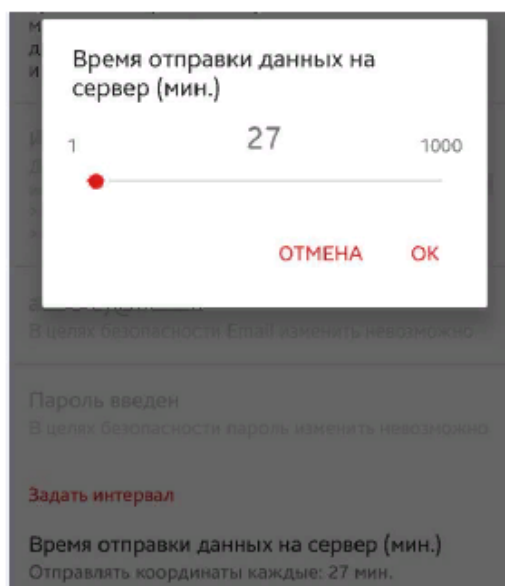 Время отправки данных на
сервер (мин.)
1
27
1000
ОТМЕНА
ОК
В целях безопасности Email изменить невозможно
Пароль введен
В целях безопасности пароль изменить невозможно
Задать интервал
Время отправки данных на сервер (мин.)
Отправлять координаты каждые: 27 мин.